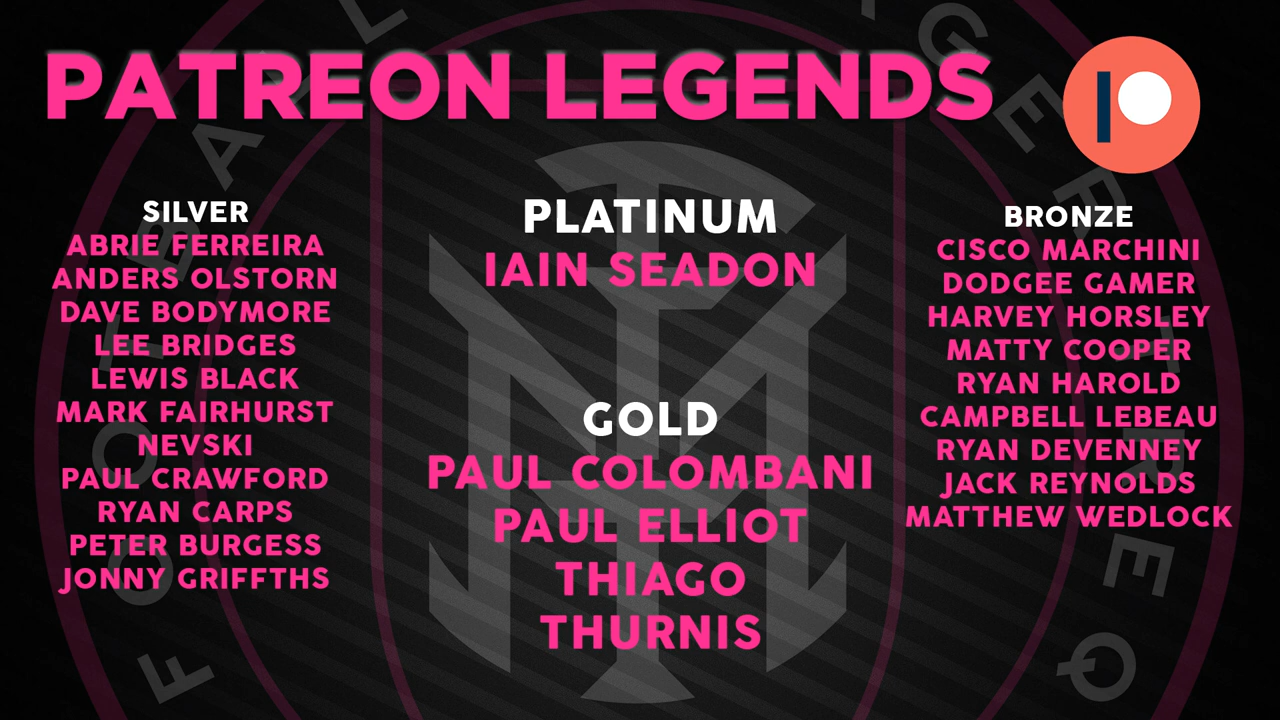 PATREON LEGENDS
SILVER
ABRIE FERREIRA
ANDERS OLSTORN
DAVE BODYMORE
LEE BRIDGES
LEWIS BLACK
MARK FAIRHURST
NEVSKI
PAUL CRAWFORD
RYAN CARPS
PETER BURGESS
JONNY GRIFFTHS
PLATINUM
IAIN SEADON
GOLD
PAUL COLOMBANI
PAUL ELLIOT
THIAGO
THURNIS
BRONZE
CISCO MARCHINI
DODGEE GAMER
HARVEY HORSLEY
MATTY COOPER
RYAN HAROLD
CAMPBELL LEBEAU
RYAN DEVENNEY
JACK REYNOLDS
MATTHEW WEDLOCK